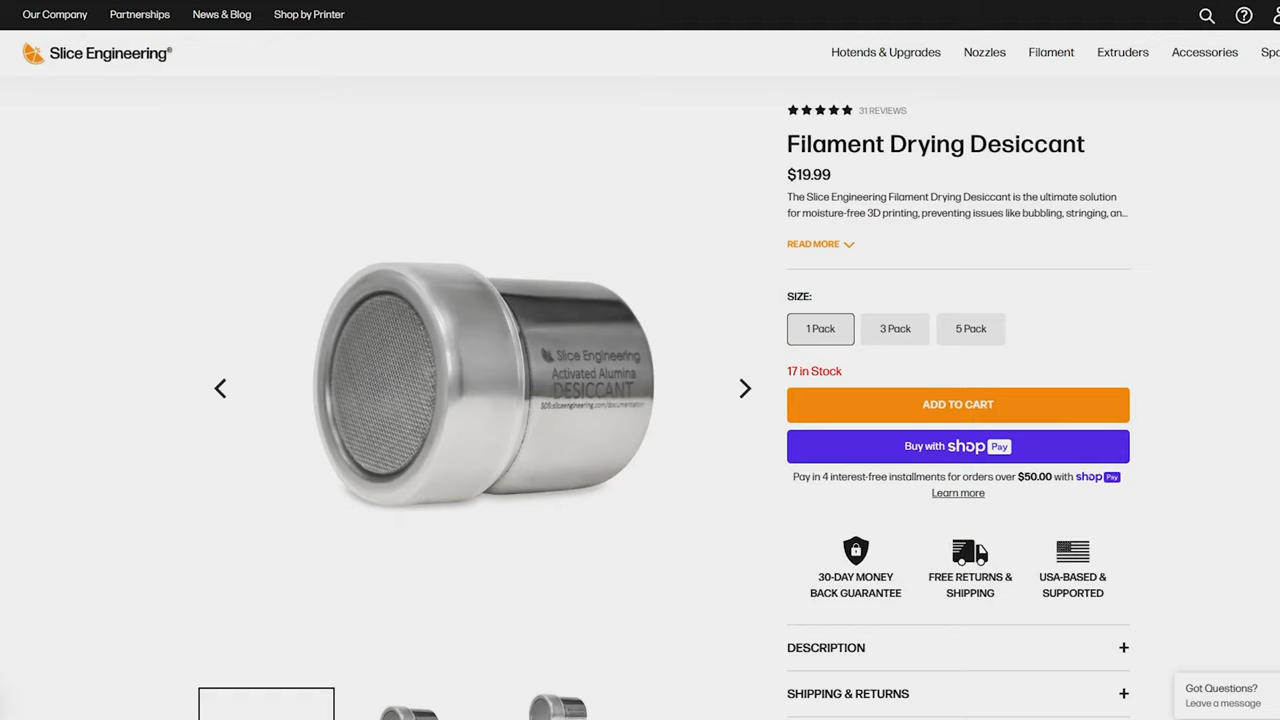 Our Company Partnerships News & Blog Shop by Printer
Slice Engineering®
Hotends & Upgrades Nozzles Filament Extruders Accessories Spo
31 REVIEWS
Filament Drying Desiccant
$19.99
The Slice Engineering Filament Drying Desiccant is the ultimate solution
for moisture-free 3D printing, preventing issues like bubbling, stringing, an...
READ MORE
SIZE:
1 Pack 3 Pack 5 Pack
17 in Stock
ADD TO CART
Buy with shop Pay
Pay in 4 interest-free installments for orders over $50.00 with shop Pay
Learn more
30-DAY MONEY
BACK GUARANTEE
FREE RETURNS &
SHIPPING
USA-BASED &
SUPPORTED
DESCRIPTION +
SHIPPING & RETURNS +
Slice Engineering
Activated Alumina
DESICCANT
SDS:sliceengineering.com/documentation
Got Questions?
Leave a message